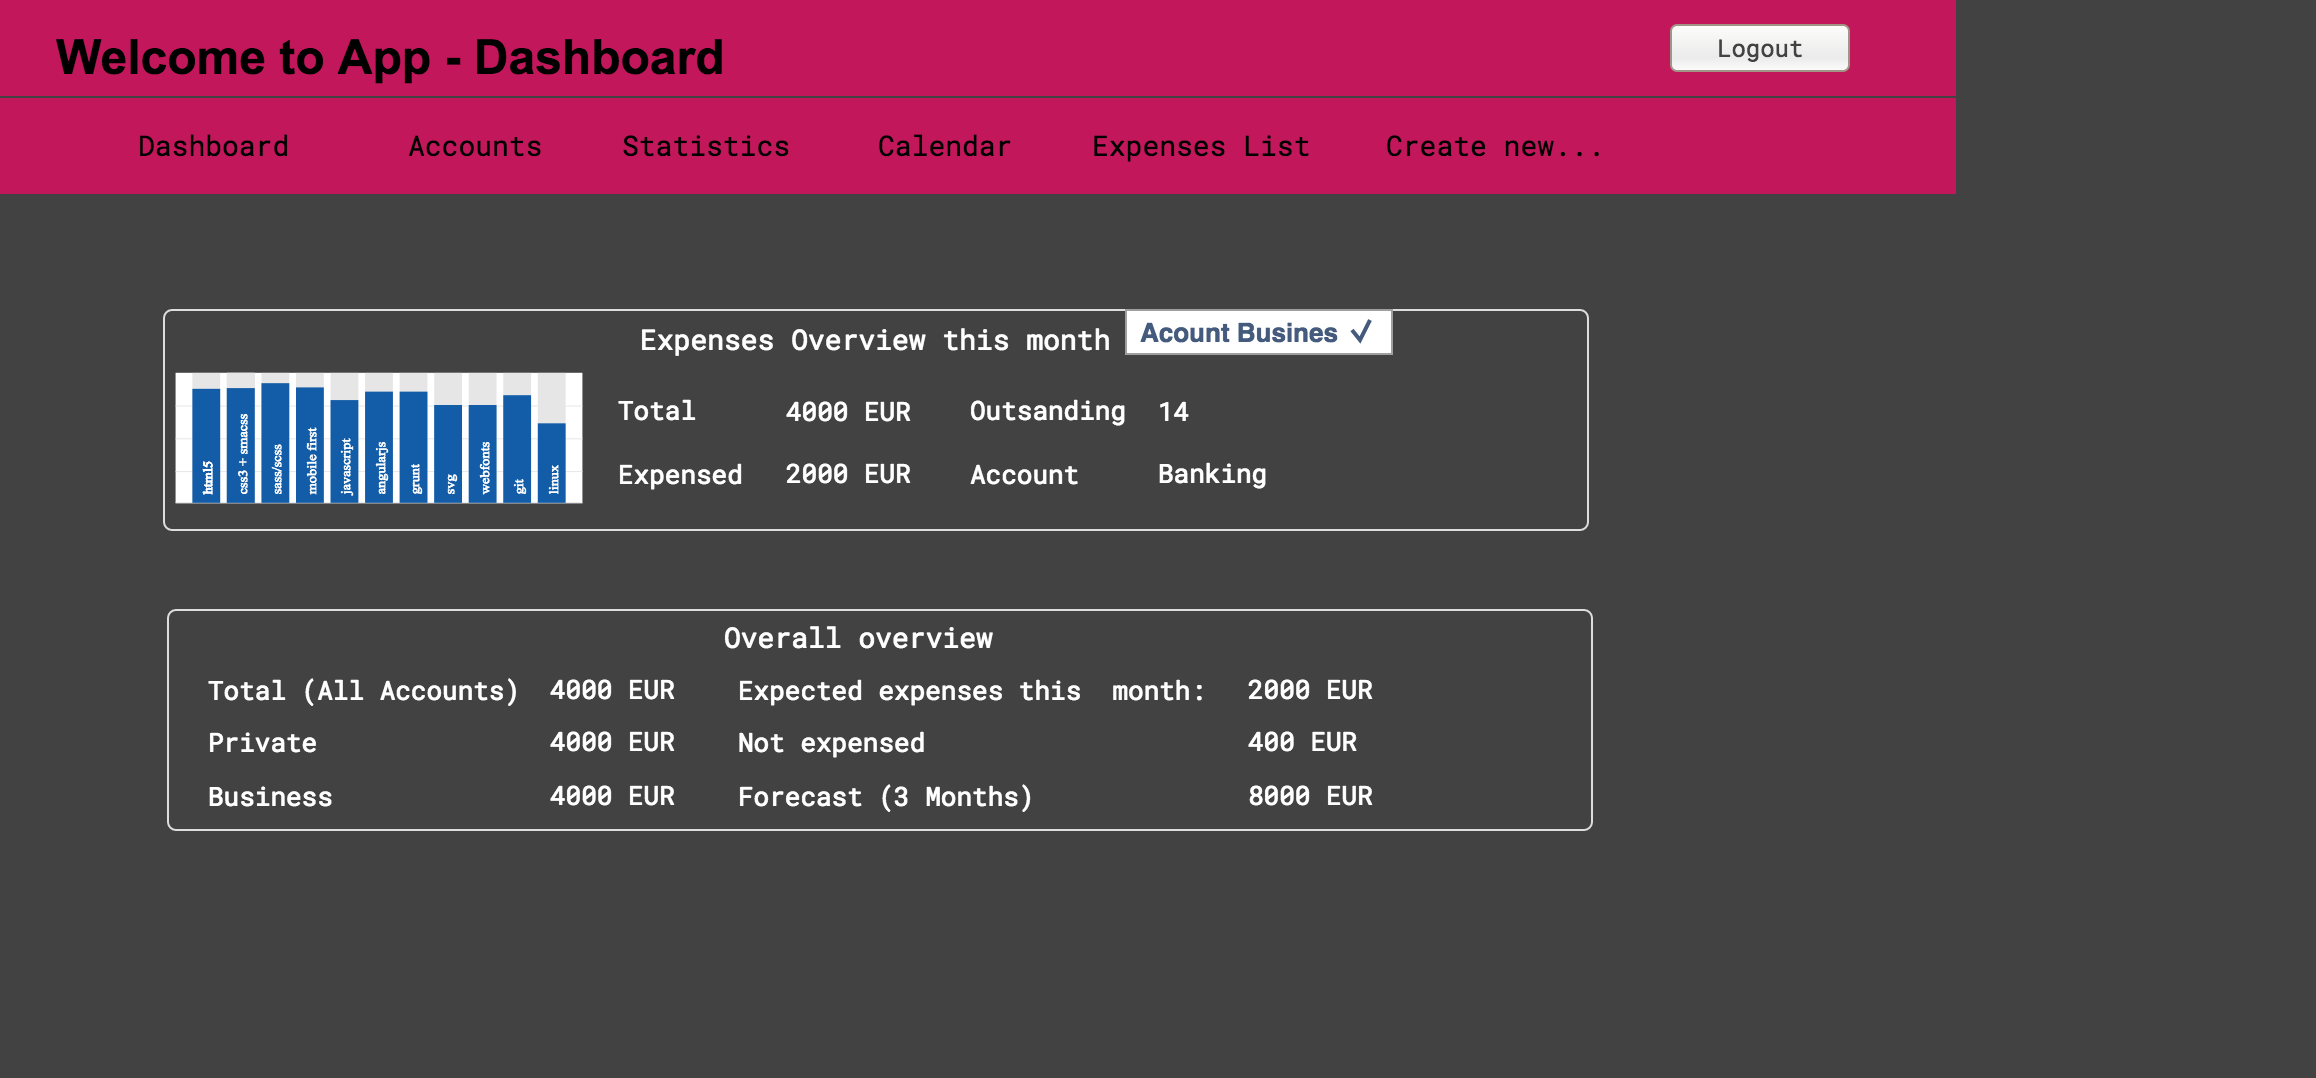 Welcome to App - Dashboard
Logout
Dashboard Accounts Statistics Calendar Expenses List Create new...
Expenses Overview this month Acount Busines ✓
html5 css3 + smacss sass/scss mobile first javascript angularjs grunt svg webfonts git linux
Total 4000 EUR Outsanding 14
Expensed 2000 EUR Account Banking
Overall overview
Total (All Accounts) 4000 EUR Expected expenses this month: 2000 EUR
Private 4000 EUR Not expensed 400 EUR
Business 4000 EUR Forecast (3 Months) 8000 EUR